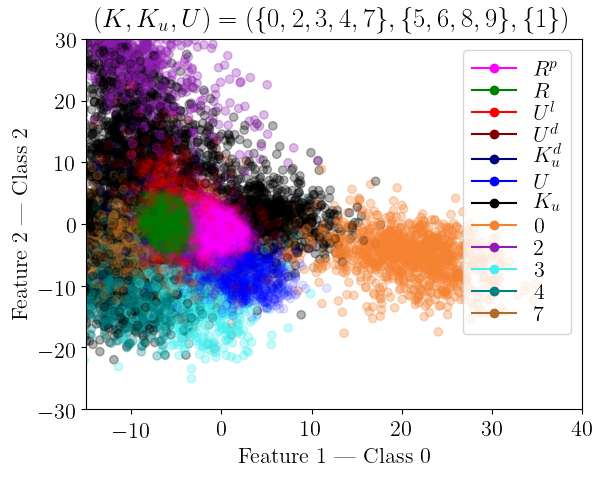 (K, K_u, U) = ({0, 2, 3, 4, 7}, {5, 6, 8, 9}, {1})
30
20
10
0
−10
−20
−30
Feature 2 — Class 2
R^p
R
U^l
U^d
K_u^d
U
K_u
0
2
3
4
7
−10
0
10
20
30
40
Feature 1 — Class 0